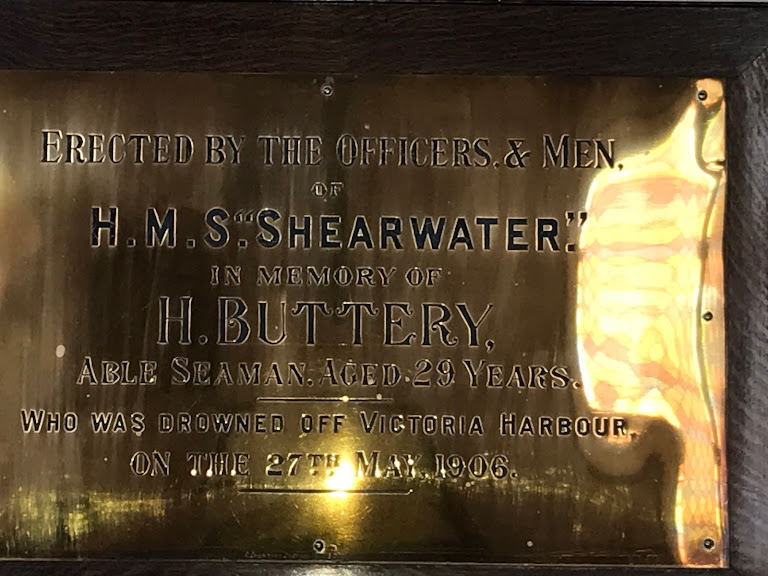 ERECTED BY THE OFFICERS. & MEN.
OF
H.M.S. "SHEARWATER."
IN MEMORY OF
H. BUTTERY,
ABLE SEAMAN. AGED 29 YEARS.
WHO WAS DROWNED OFF VICTORIA HARBOUR.
ON THE 27TH MAY, 1906.